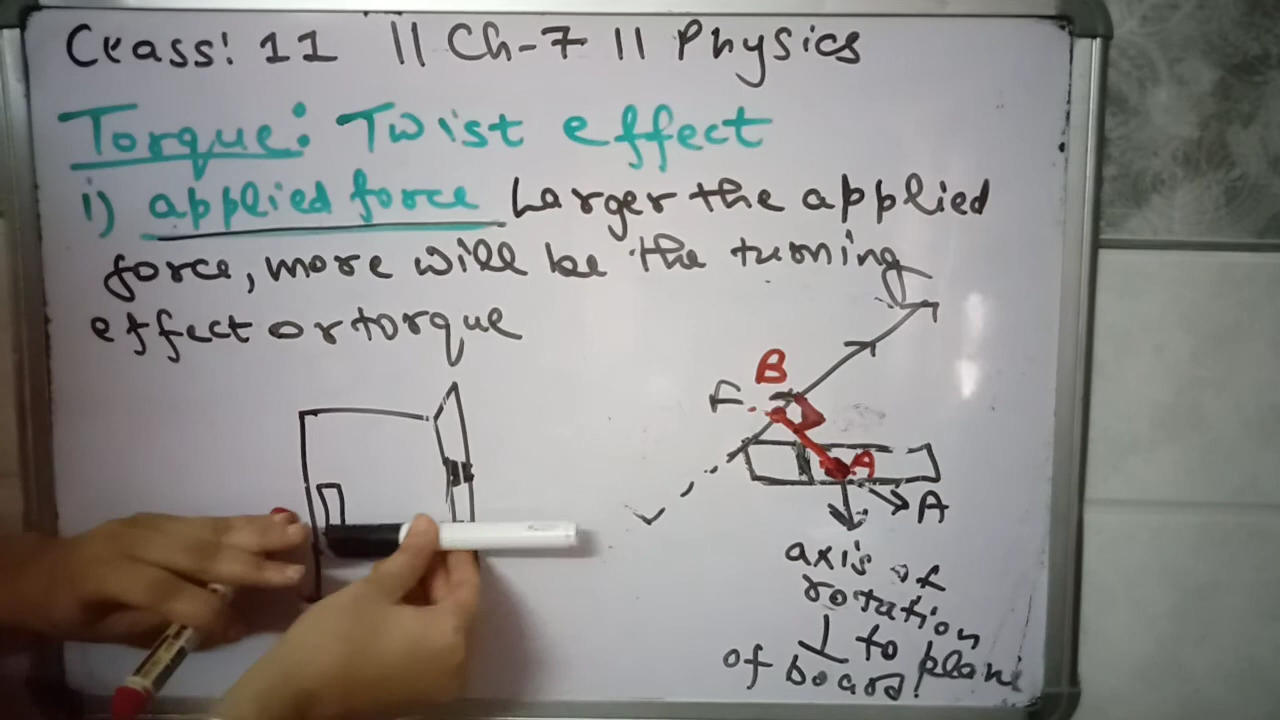 Class: 11 || Ch-7 || Physics
Torque: Twist effect
i) applied force Larger the applied
force, more will be the turning
effect or torque
B
F
A
A
axis of
rotation
⊥ to plane
of board.